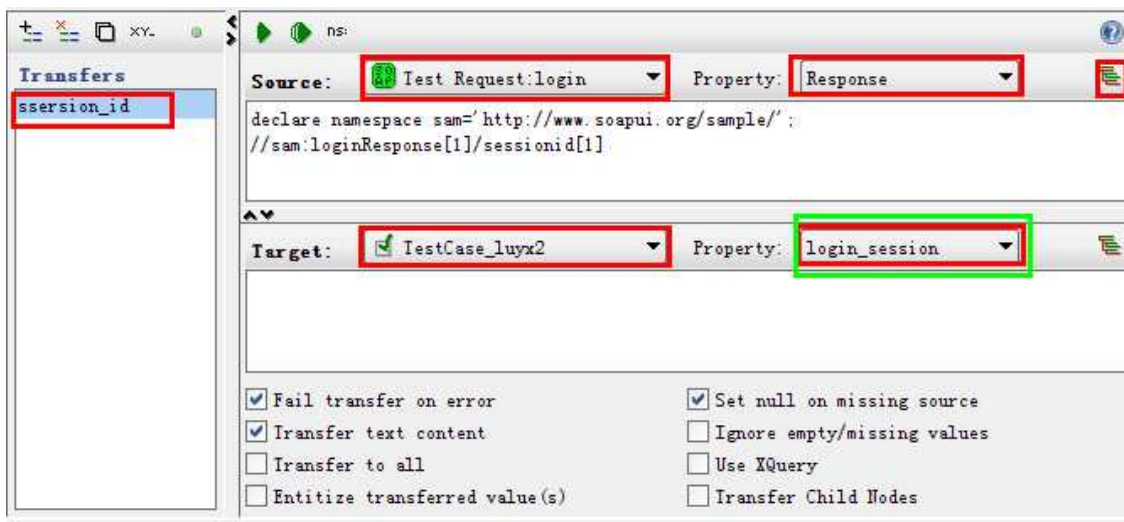 XY-
ns:
Transfers
ssersion_id
Source: Test Request:login Property: Response
declare namespace sam='http://www.soapui.org/sample/';
//sam:loginResponse[1]/sessionid[1]
Target: TestCase_luyx2 Property: login_session
Fail transfer on error
Set null on missing source
Transfer text content
Ignore empty/missing values
Transfer to all
Use XQuery
Entitize transferred value(s)
Transfer Child Nodes